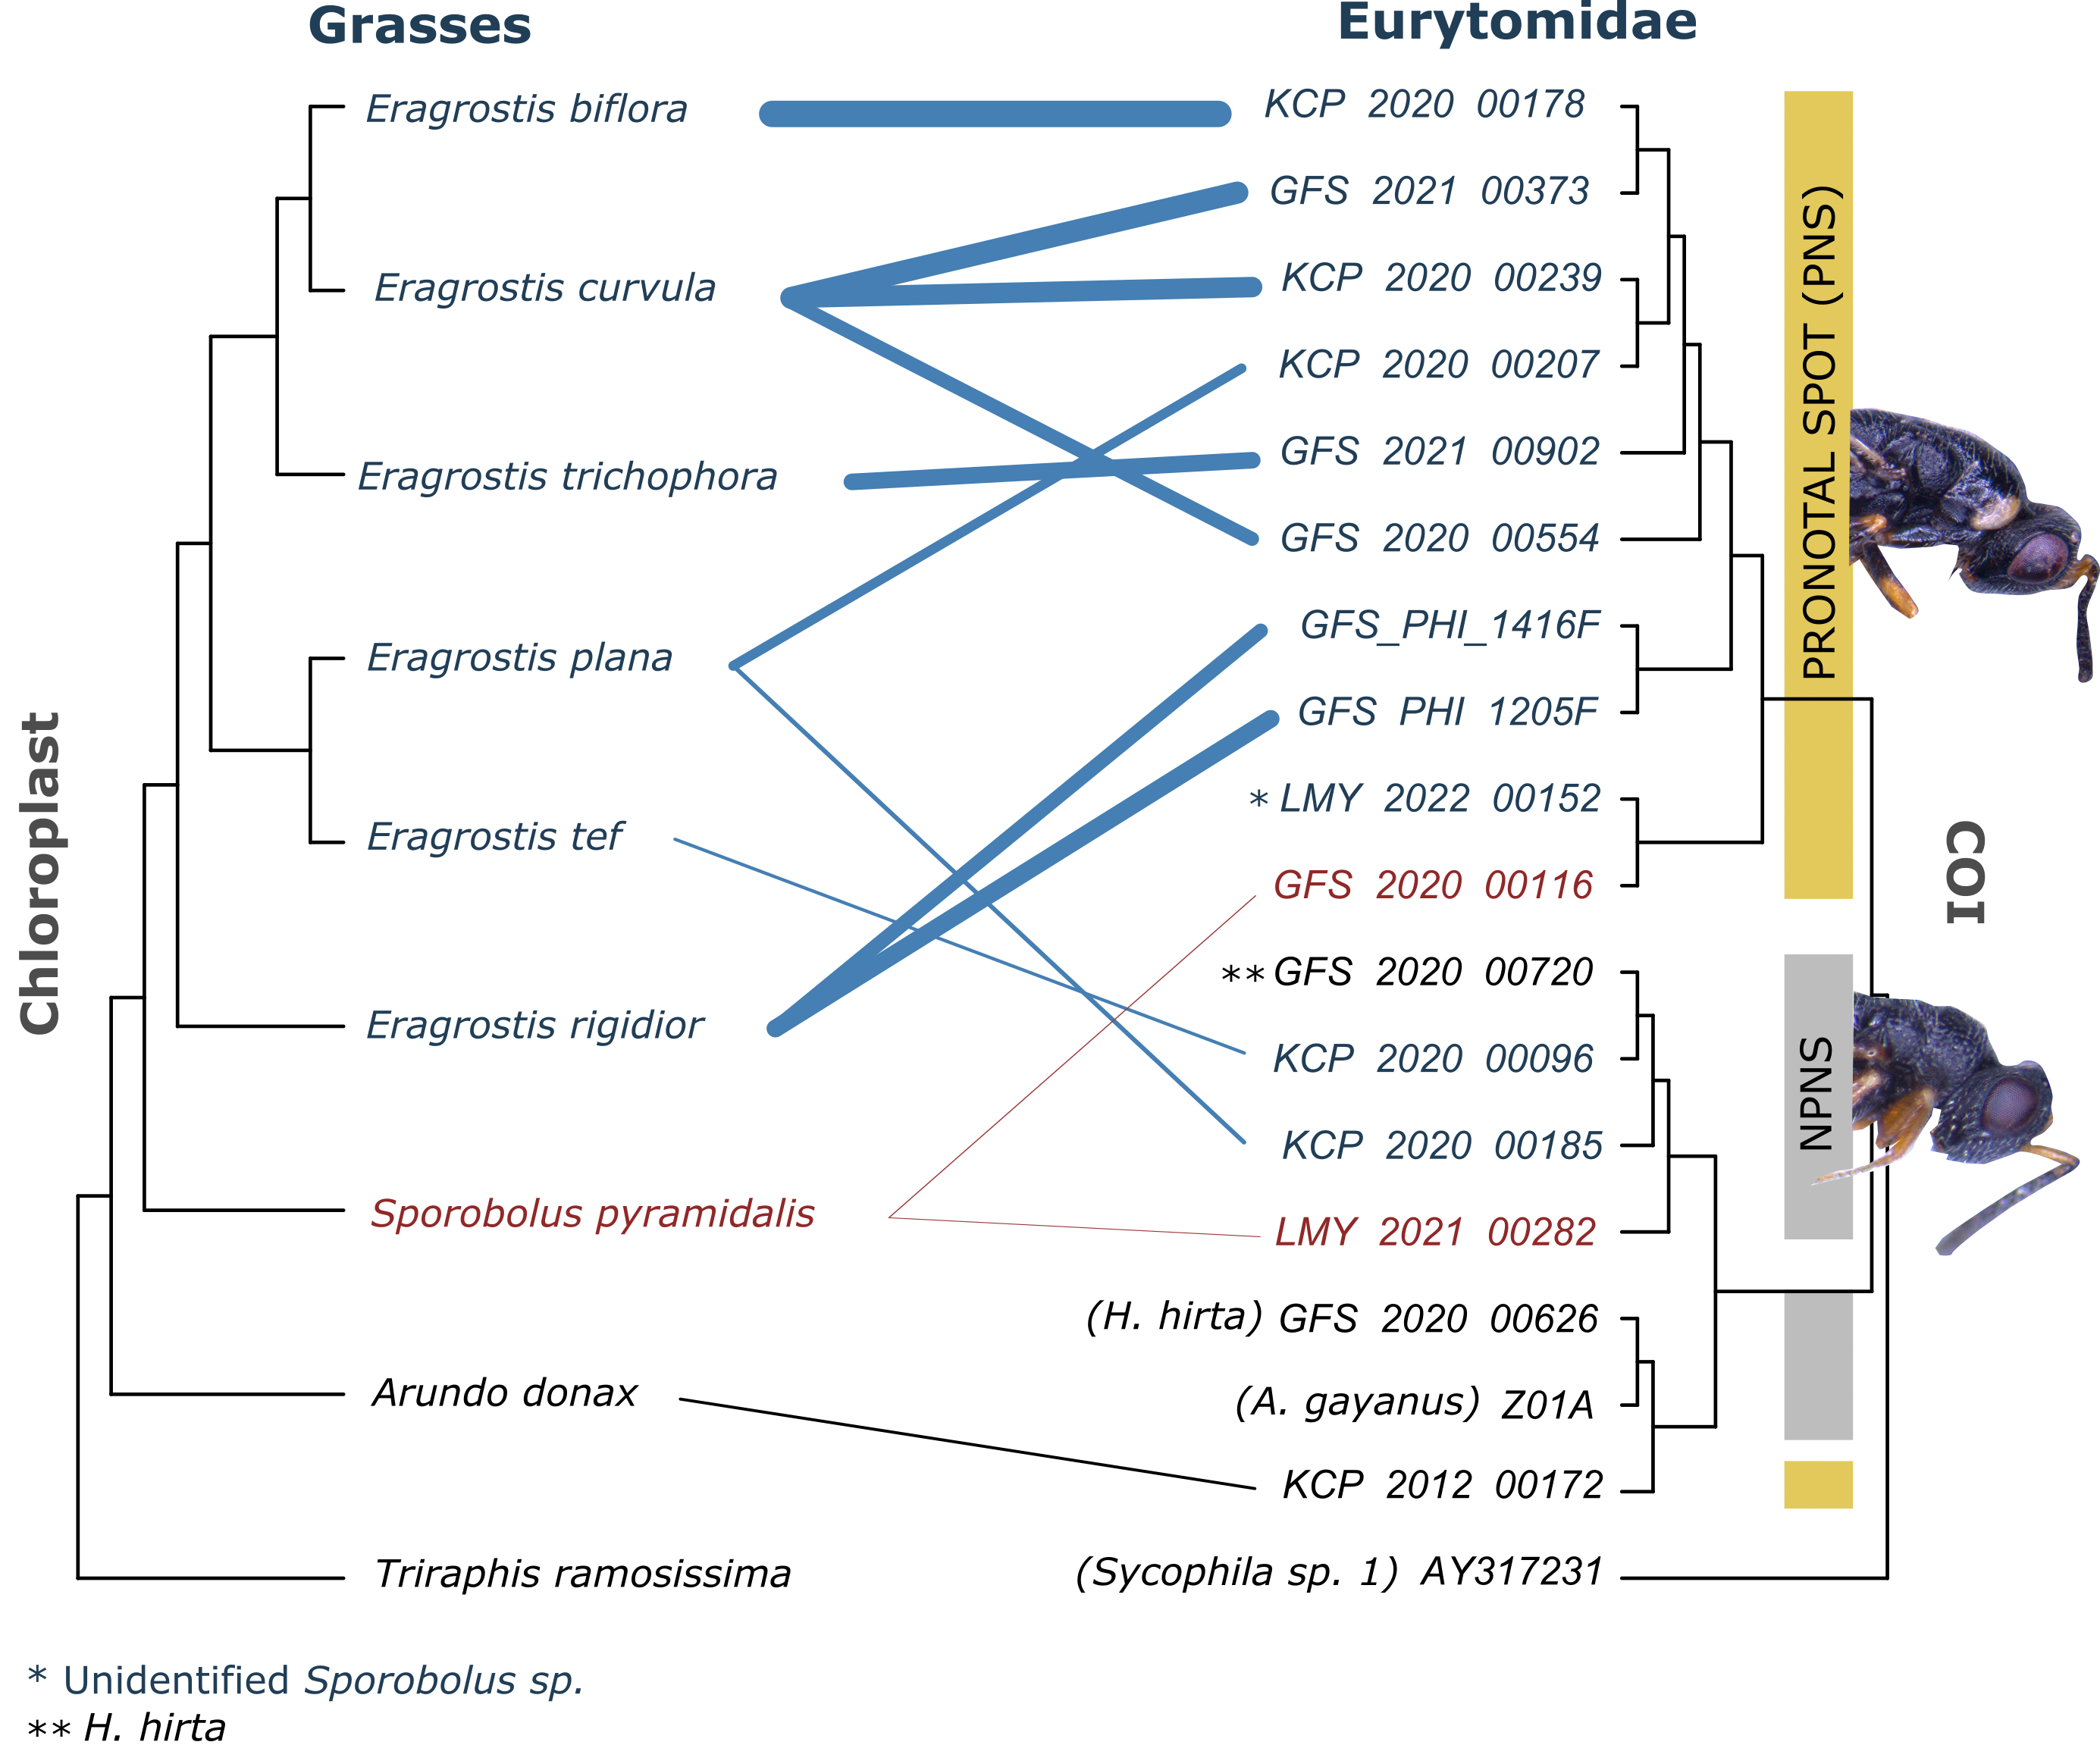 Grasses
Eurytomidae
Eragrostis biflora
KCP 2020 00178
GFS 2021 00373
Eragrostis curvula
KCP 2020 00239
KCP 2020 00207
Eragrostis trichophora
GFS 2021 00902
GFS 2020 00554
Eragrostis plana
GFS_PHI_1416F
GFS PHI 1205F
Eragrostis tef
* LMY 2022 00152
GFS 2020 00116
Eragrostis rigidior
** GFS 2020 00720
KCP 2020 00096
KCP 2020 00185
Sporobolus pyramidalis
LMY 2021 00282
(H. hirta) GFS 2020 00626
Arundo donax
(A. gayanus) Z01A
KCP 2012 00172
Triraphis ramosissima
(Sycophila sp. 1) AY317231
Chloroplast
PRONOTAL SPOT (PNS)
NPNS
COI
* Unidentified Sporobolus sp.
** H. hirta